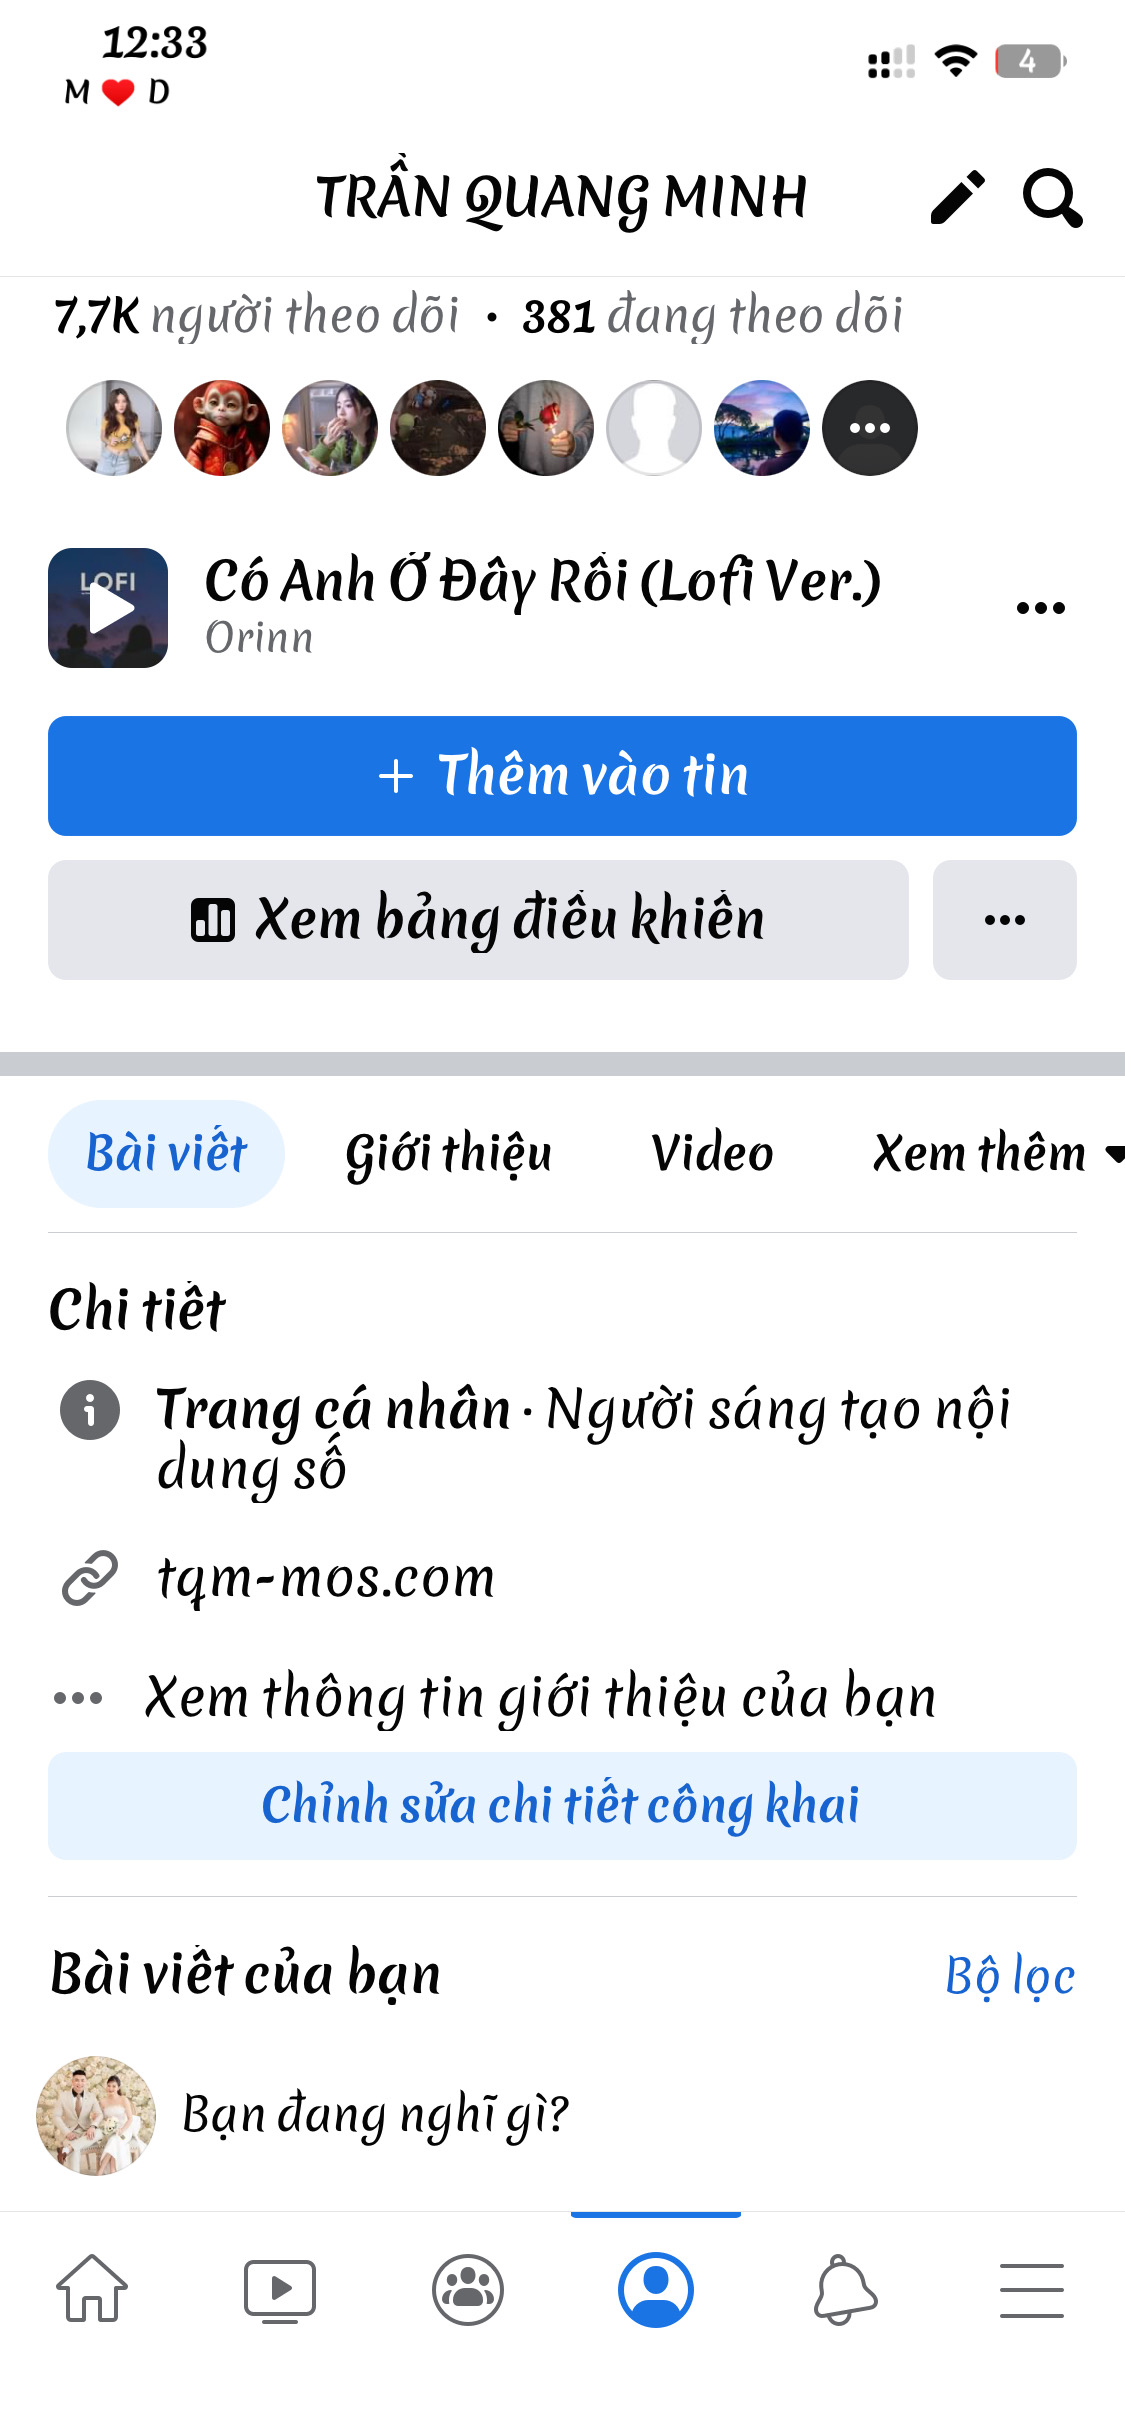 12:33
M ❤️ D
4
TRẦN QUANG MINH
7,7K người theo dõi · 381 đang theo dõi
LOFI
Có Anh Ở Đây Rồi (Lofi Ver.)
Orinn
+ Thêm vào tin
Xem bảng điều khiển
Bài viết Giới thiệu Video Xem thêm
Chi tiết
Trang cá nhân · Người sáng tạo nội
dung số
tqm-mos.com
Xem thông tin giới thiệu của bạn
Chỉnh sửa chi tiết công khai
Bài viết của bạn Bộ lọc
Bạn đang nghĩ gì?